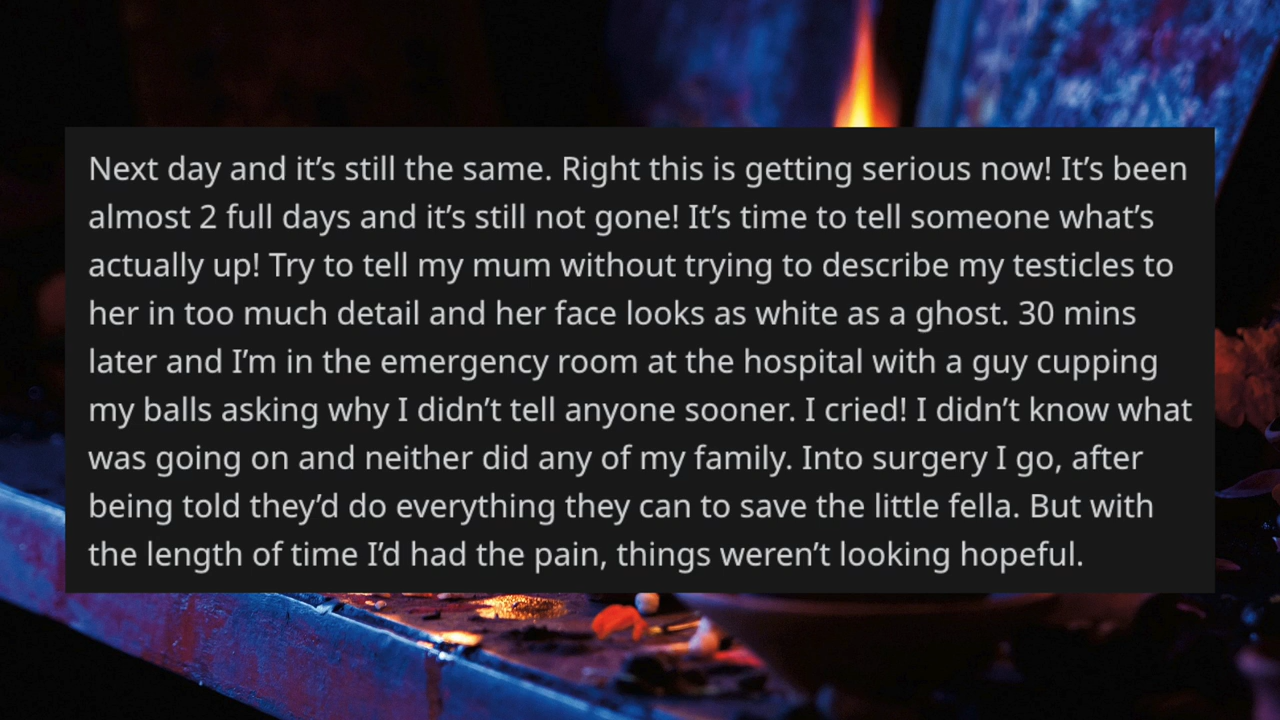 Next day and it’s still the same. Right this is getting serious now! It’s been
almost 2 full days and it’s still not gone! It’s time to tell someone what’s
actually up! Try to tell my mum without trying to describe my testicles to
her in too much detail and her face looks as white as a ghost. 30 mins
later and I’m in the emergency room at the hospital with a guy cupping
my balls asking why I didn’t tell anyone sooner. I cried! I didn’t know what
was going on and neither did any of my family. Into surgery I go, after
being told they’d do everything they can to save the little fella. But with
the length of time I’d had the pain, things weren’t looking hopeful.